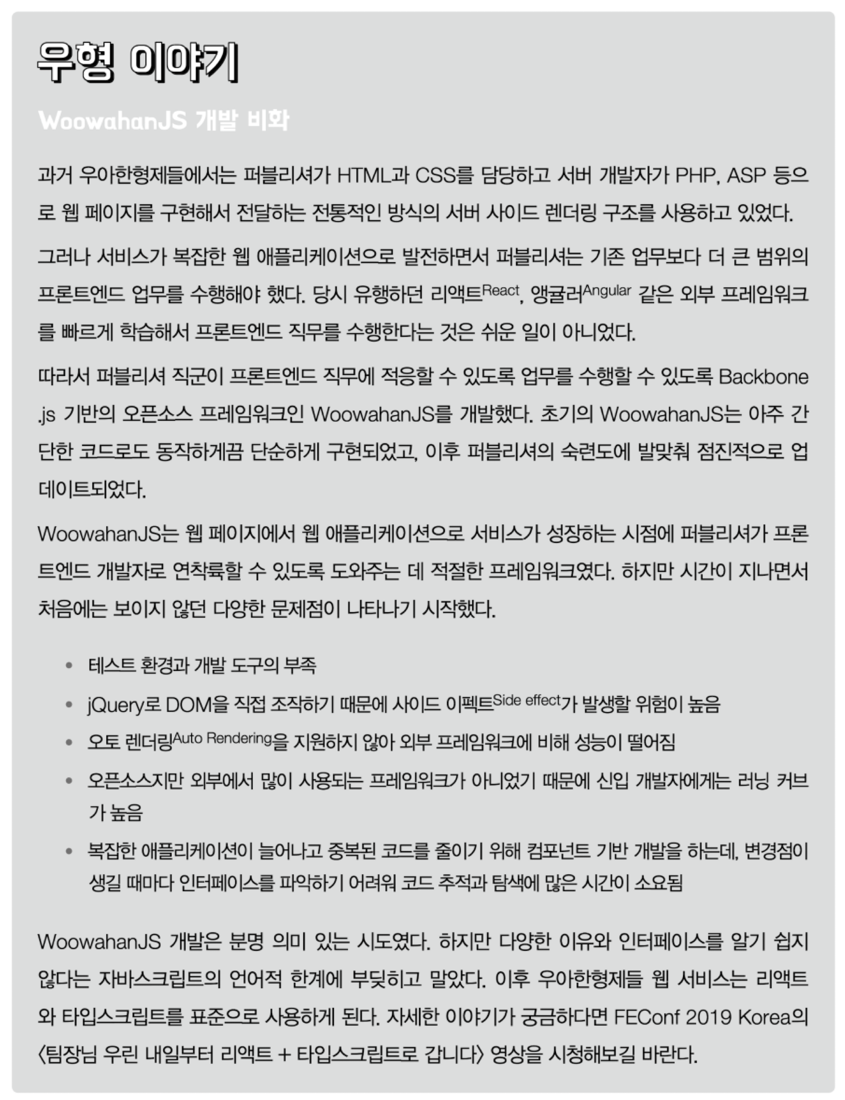 우형 이야기
WoowahanJS 개발 비화
과거 우아한형제들에서는 퍼블리셔가 HTML과 CSS를 담당하고 서버 개발자가 PHP, ASP 등으
로 웹 페이지를 구현해서 전달하는 전통적인 방식의 서버 사이드 렌더링 구조를 사용하고 있었다.
그러나 서비스가 복잡한 웹 애플리케이션으로 발전하면서 퍼블리셔는 기존 업무보다 더 큰 범위의
프론트엔드 업무를 수행해야 했다. 당시 유행하던 리액트React, 앵귤러Angular 같은 외부 프레임워크
를 빠르게 학습해서 프론트엔드 직무를 수행한다는 것은 쉬운 일이 아니었다.
따라서 퍼블리셔 직군이 프론트엔드 직무에 적응할 수 있도록 업무를 수행할 수 있도록 Backbone
.js 기반의 오픈소스 프레임워크인 WoowahanJS를 개발했다. 초기의 WoowahanJS는 아주 간
단한 코드로도 동작하게끔 단순하게 구현되었고, 이후 퍼블리셔의 숙련도에 발맞춰 점진적으로 업
데이트되었다.
WoowahanJS는 웹 페이지에서 웹 애플리케이션으로 서비스가 성장하는 시점에 퍼블리셔가 프론
트엔드 개발자로 연착륙할 수 있도록 도와주는 데 적절한 프레임워크였다. 하지만 시간이 지나면서
처음에는 보이지 않던 다양한 문제점이 나타나기 시작했다.
• 테스트 환경과 개발 도구의 부족
• jQuery로 DOM을 직접 조작하기 때문에 사이드 이펙트Side effect가 발생할 위험이 높음
• 오토 렌더링Auto Rendering을 지원하지 않아 외부 프레임워크에 비해 성능이 떨어짐
• 오픈소스지만 외부에서 많이 사용되는 프레임워크가 아니었기 때문에 신입 개발자에게는 러닝 커브
가 높음
• 복잡한 애플리케이션이 늘어나고 중복된 코드를 줄이기 위해 컴포넌트 기반 개발을 하는데, 변경점이
생길 때마다 인터페이스를 파악하기 어려워 코드 추적과 탐색에 많은 시간이 소요됨
WoowahanJS 개발은 분명 의미 있는 시도였다. 하지만 다양한 이유와 인터페이스를 알기 쉽지
않다는 자바스크립트의 언어적 한계에 부딪히고 말았다. 이후 우아한형제들 웹 서비스는 리액트
와 타입스크립트를 표준으로 사용하게 된다. 자세한 이야기가 궁금하다면 FEConf 2019 Korea의
〈팀장님 우린 내일부터 리액트 + 타입스크립트로 갑니다〉 영상을 시청해보길 바란다.